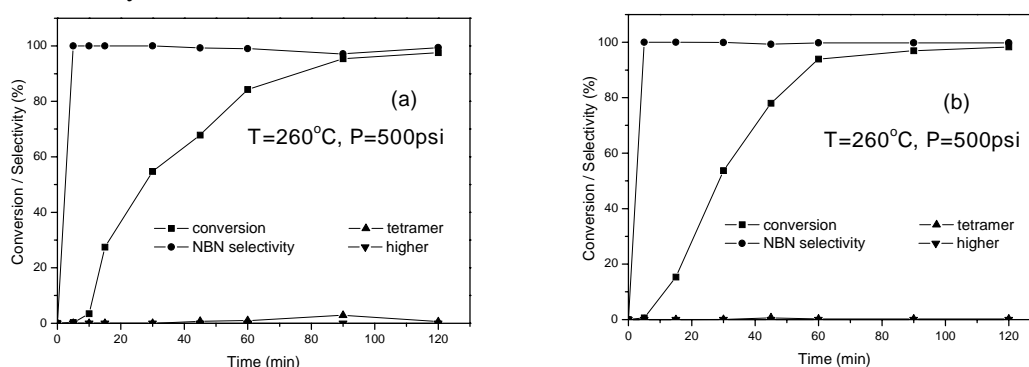 Conversion / Selectivity (%)
100
80
60
40
20
0
(a)
T=260°C, P=500psi
conversion
NBN selectivity
tetramer
higher
0 20 40 60 80 100 120
Time (min)
Conversion / Selectivity (%)
100
80
60
40
20
0
(b)
T=260°C, P=500psi
conversion
NBN selectivity
tetramer
higher
0 20 40 60 80 100 120
Time (min)